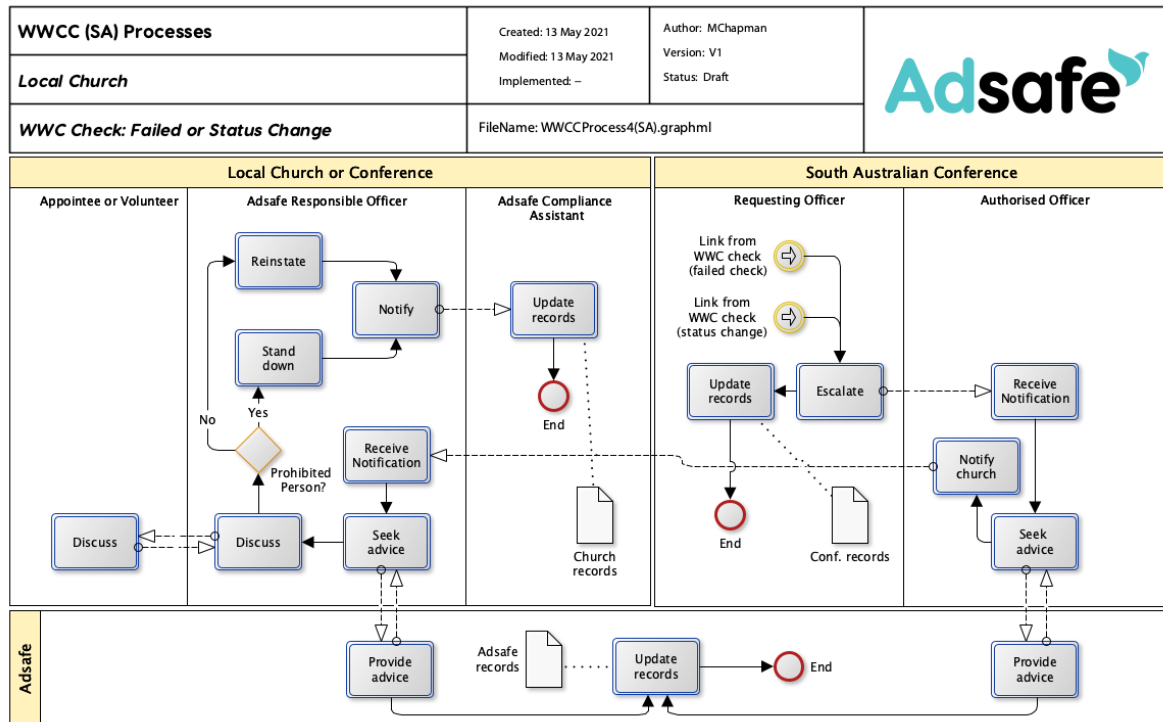 WWCC (SA) Processes
Local Church
WWC Check: Failed or Status Change
Created: 13 May 2021
Modified: 13 May 2021
Implemented: –
Author: MChapman
Version: V1
Status: Draft
FileName: WWCCProcess4(SA).graphml
Adsafe
Local Church or Conference
South Australian Conference
Appointee or Volunteer
Adsafe Responsible Officer
Adsafe Compliance
Assistant
Requesting Officer
Authorised Officer
Reinstate
Notify
Update
records
Stand
down
No
Yes
Prohibited
Person?
Receive
Notification
Discuss
Discuss
Seek
advice
End
Church
records
Link from
WWC check
(failed check)
Link from
WWC check
(status change)
Update
records
Escalate
Receive
Notification
Notify
church
Seek
advice
End
Conf. records
Adsafe
Provide
advice
Adsafe
records
Update
records
End
Provide
advice